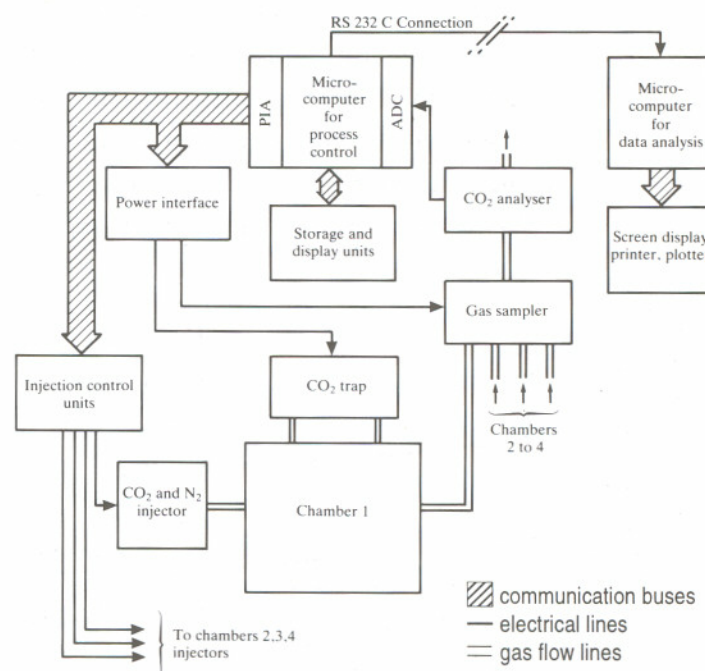 RS 232 C Connection
PIA
Micro-
computer
for
process
control
ADC
Micro-
computer
for
data analysis
Power interface
Storage and
display units
CO₂ analyser
Screen display
printer, plotter
Gas sampler
Injection control
units
CO₂ trap
Chambers
2 to 4
CO₂ and N₂
injector
Chamber 1
To chambers 2,3,4
injectors
communication buses
electrical lines
gas flow lines